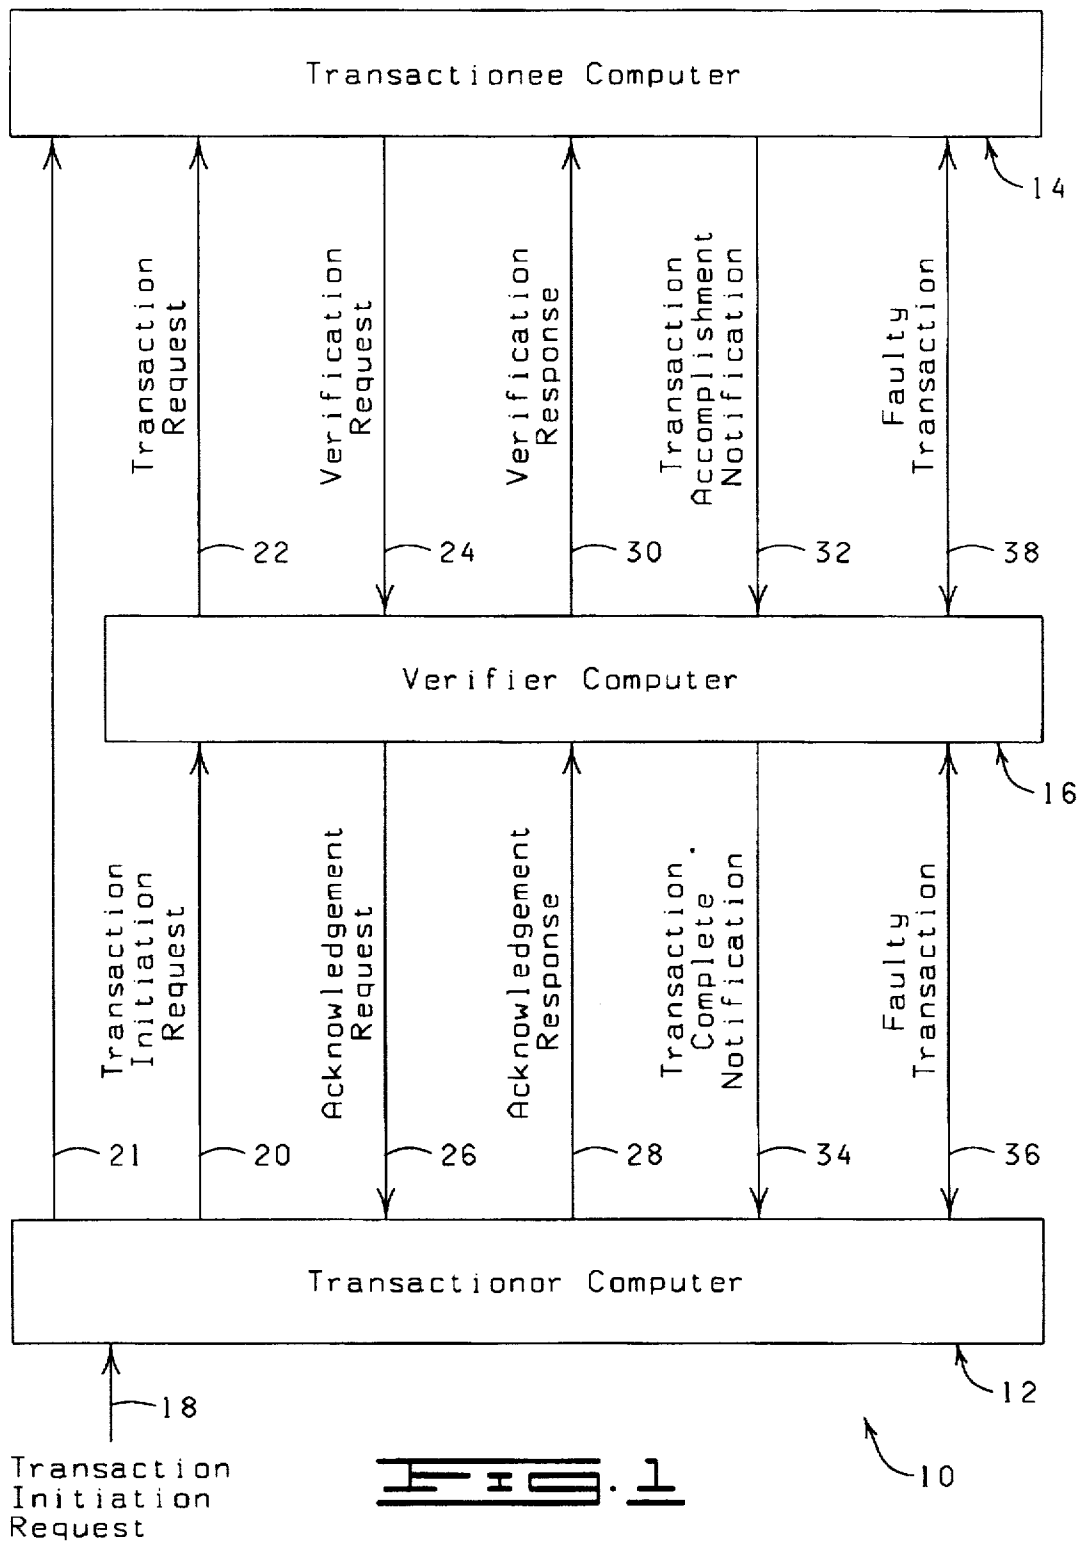 Transactionee Computer
14
Transaction
Request
Verification
Request
Verification
Response
Transaction
Accomplishment
Notification
Faulty
Transaction
22
24
30
32
38
Verifier Computer
16
Transaction
Initiation
Request
Acknowledgement
Request
Acknowledgement
Response
Transaction
Complete
Notification
Faulty
Transaction
21
20
26
28
34
36
Transactionor Computer
12
18
10
Transaction
Initiation
Request
FIG. 1